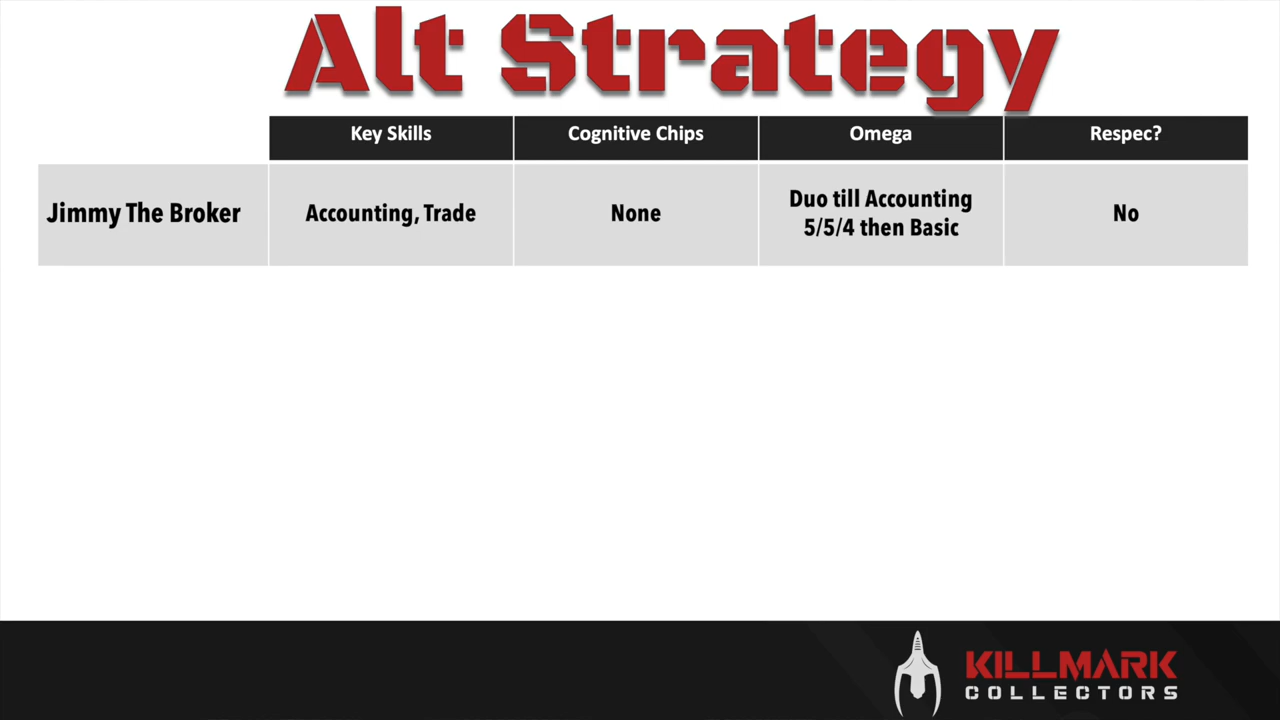 Alt Strategy
Key Skills
Cognitive Chips
Omega
Respec?
Jimmy The Broker
Accounting, Trade
None
Duo till Accounting
5/5/4 then Basic
No
KILLMARK
COLLECTORS